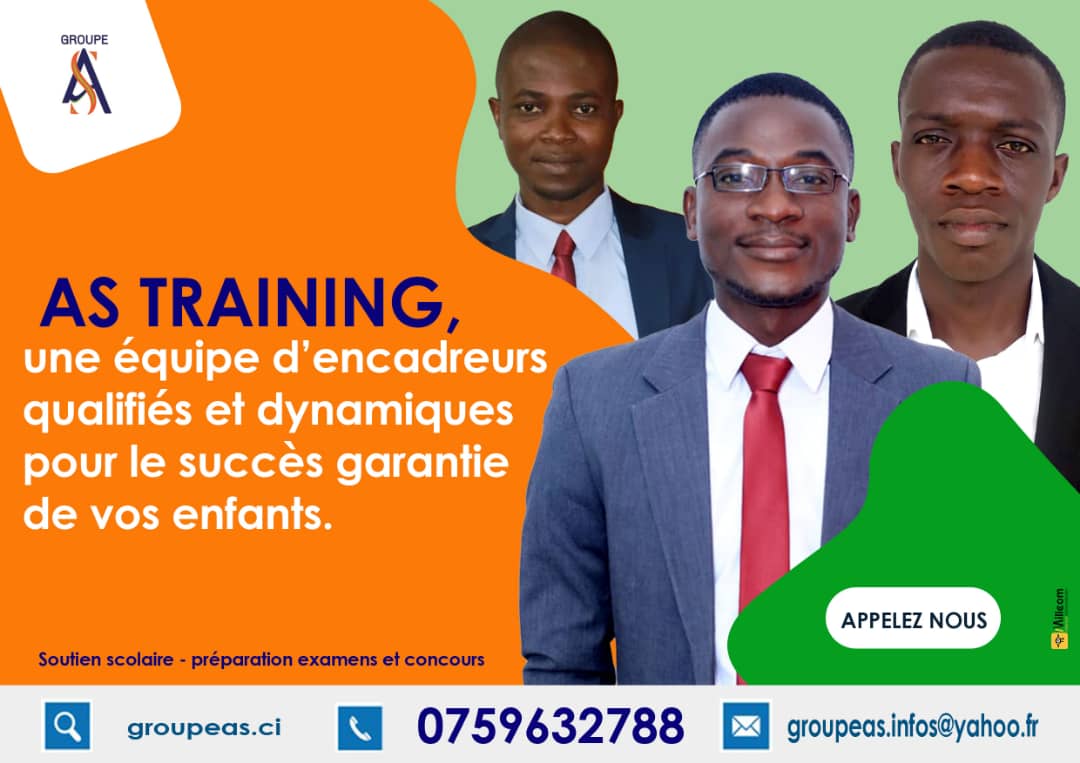 GROUPE
AS
AS TRAINING,
une équipe d’encadreurs
qualifiés et dynamiques
pour le succès garantie
de vos enfants.
APPELEZ NOUS
Soutien scolaire - préparation examens et concours
groupeas.ci
0759632788
groupeas.infos@yahoo.fr